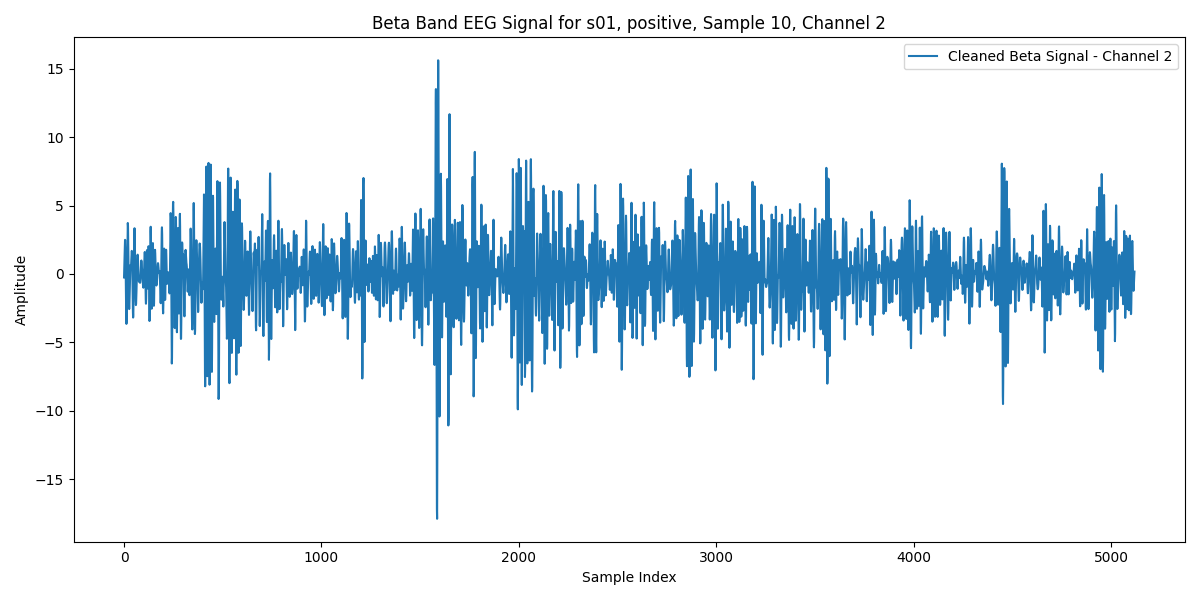 Beta Band EEG Signal for s01, positive, Sample 10, Channel 2
Cleaned Beta Signal - Channel 2
Amplitude
15
10
5
0
−5
−10
−15
0 1000 2000 3000 4000 5000
Sample Index